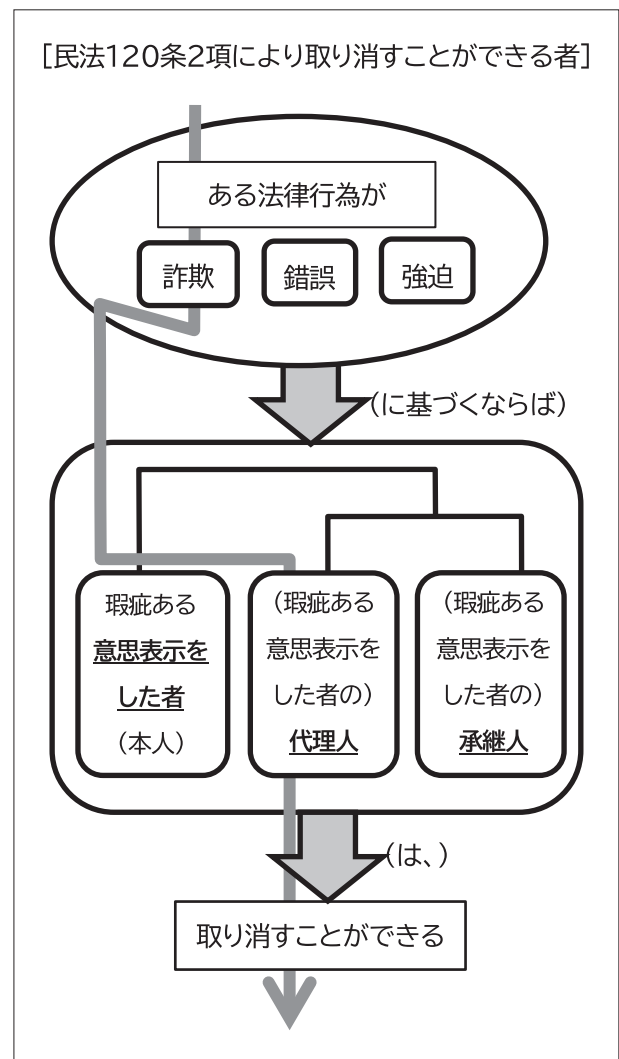 [民法120条2項により取り消すことができる者]
ある法律行為が
詐欺
錯誤
強迫
(に基づくならば)
瑕疵ある
意思表示を
した者
(本人)
(瑕疵ある
意思表示を
した者の)
代理人
(瑕疵ある
意思表示を
した者の)
承継人
(は、)
取り消すことができる